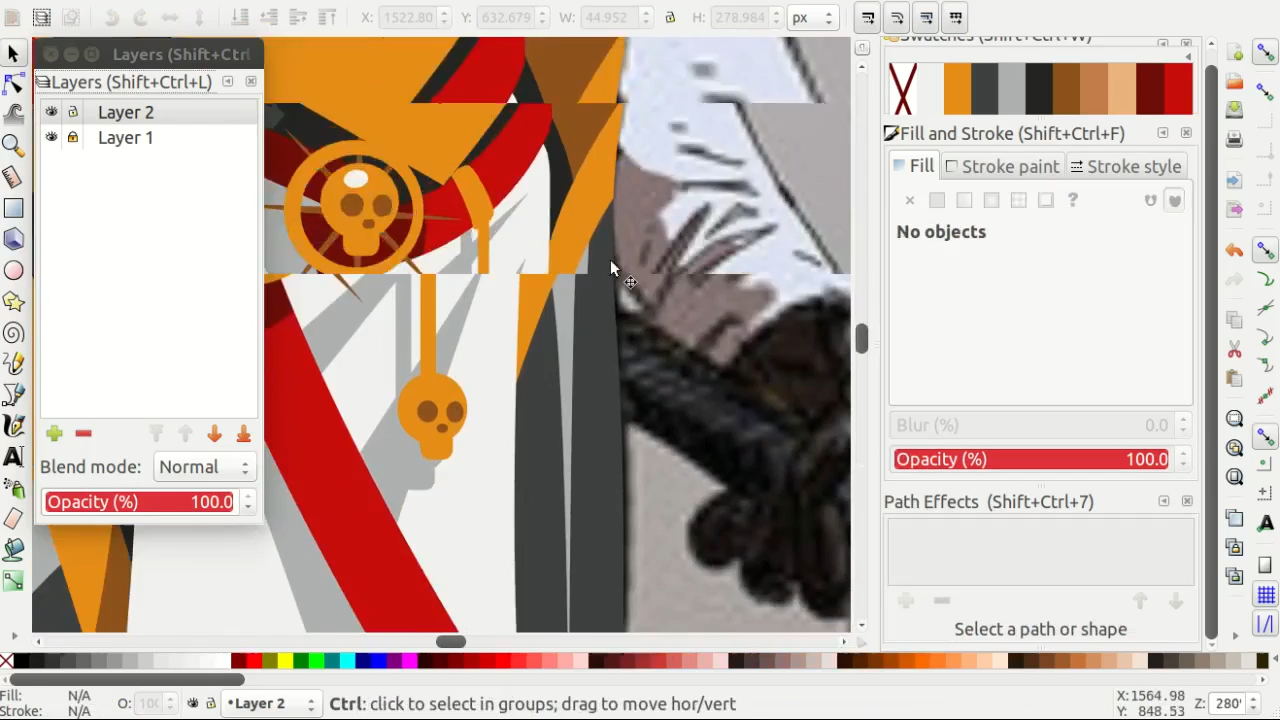 X: 1522.80 Y: 632.679 W: 44.952 H: 278.984 px
Layers (Shift+Ctrl
Layers (Shift+Ctrl+L)
Layer 2
Layer 1
Blend mode: Normal
Opacity (%) 100.0
Fill and Stroke (Shift+Ctrl+F)
Fill Stroke paint Stroke style
?
No objects
Blur (%) 0.0
Opacity (%) 100.0
Path Effects (Shift+Ctrl+7)
Select a path or shape
Fill: N/A
Stroke: N/A
O:
•Layer 2
Ctrl: click to select in groups; drag to move hor/vert
X:1564.98
Y: 848.53
Z: 280